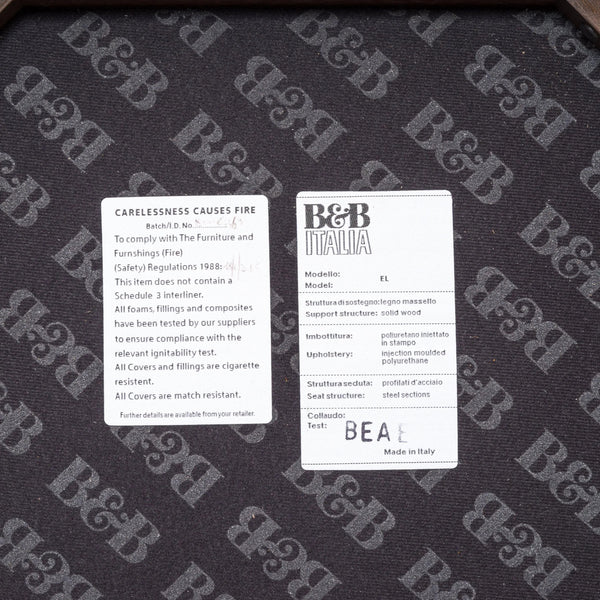 CARELESSNESS CAUSES FIRE
Batch/I.D. No.
To comply with The Furniture and
Furnshings (Fire)
(Safety) Regulations 1988:
This item does not contain a
Schedule 3 interliner.
All foams, fillings and composites
have been tested by our suppliers
to ensure compliance with the
relevant ignitability test.
All Covers and fillings are cigarette
resistent.
All Covers are match resistant.
Further details are available from your retailer.
B&B
ITALIA
Modello:
Model: EL
Struttura di sostegno: legno massello
Support structure: solid wood
Imbottitura: poliuretano iniettato
in stampo
Upholstery: injection moulded
polyurethane
Struttura seduta: profilati d'acciaio
Seat structure: steel sections
Collaudo:
Test: BEAE
Made in Italy
B&B
B&B
B&B
B&B
B&B
B&B
B&B
B&B
B&B
B&B
B&B
B&B